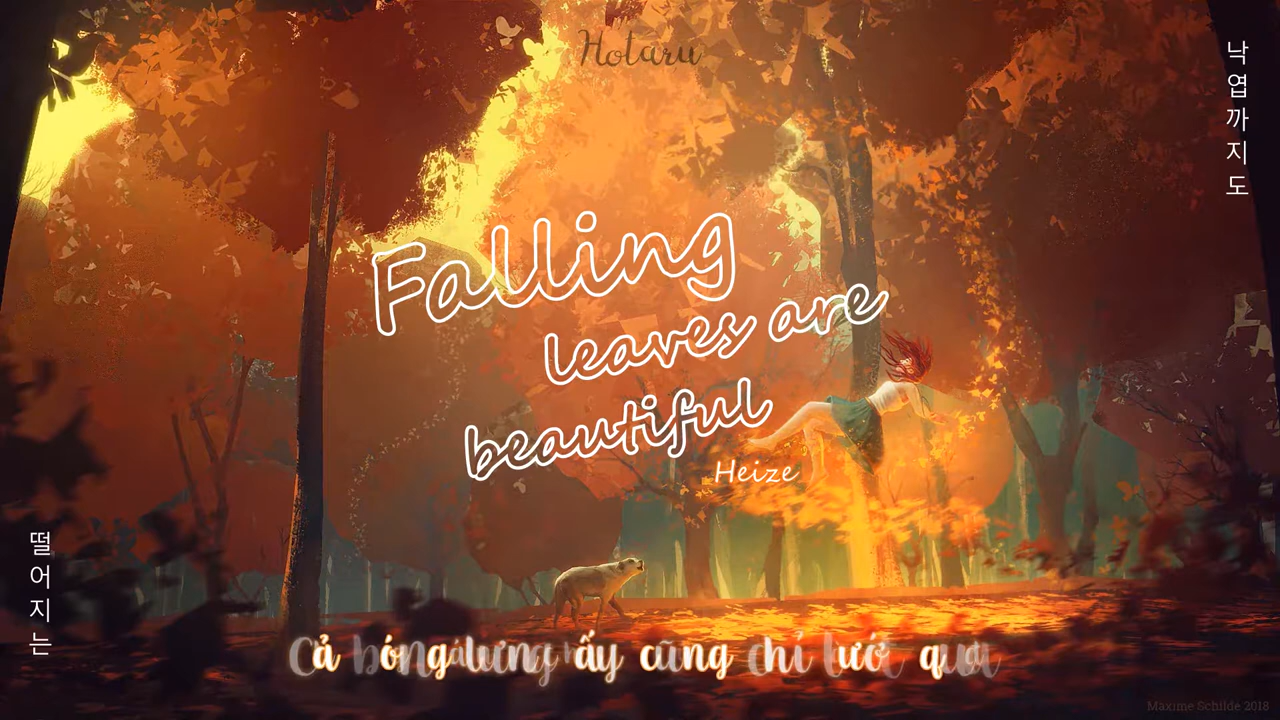 Hotaru
낙엽까지도
Falling
leaves are
beautiful
Heize
떨어지는
Cả bóng lưng ấy cũng chỉ lướt qua
Maxime Schilde 2018